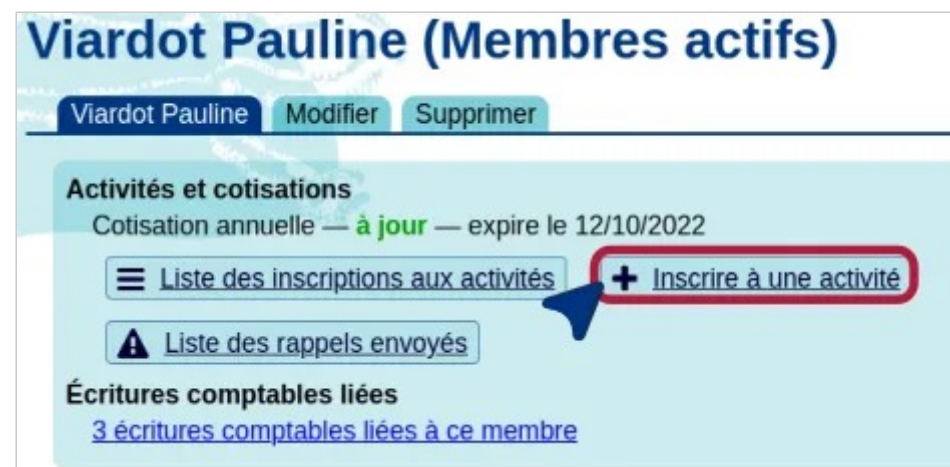 Viardot Pauline (Membres actifs)
Viardot Pauline Modifier Supprimer
Activités et cotisations
Cotisation annuelle — à jour — expire le 12/10/2022
Liste des inscriptions aux activités Inscrire à une activité
Liste des rappels envoyés
Écritures comptables liées
3 écritures comptables liées à ce membre